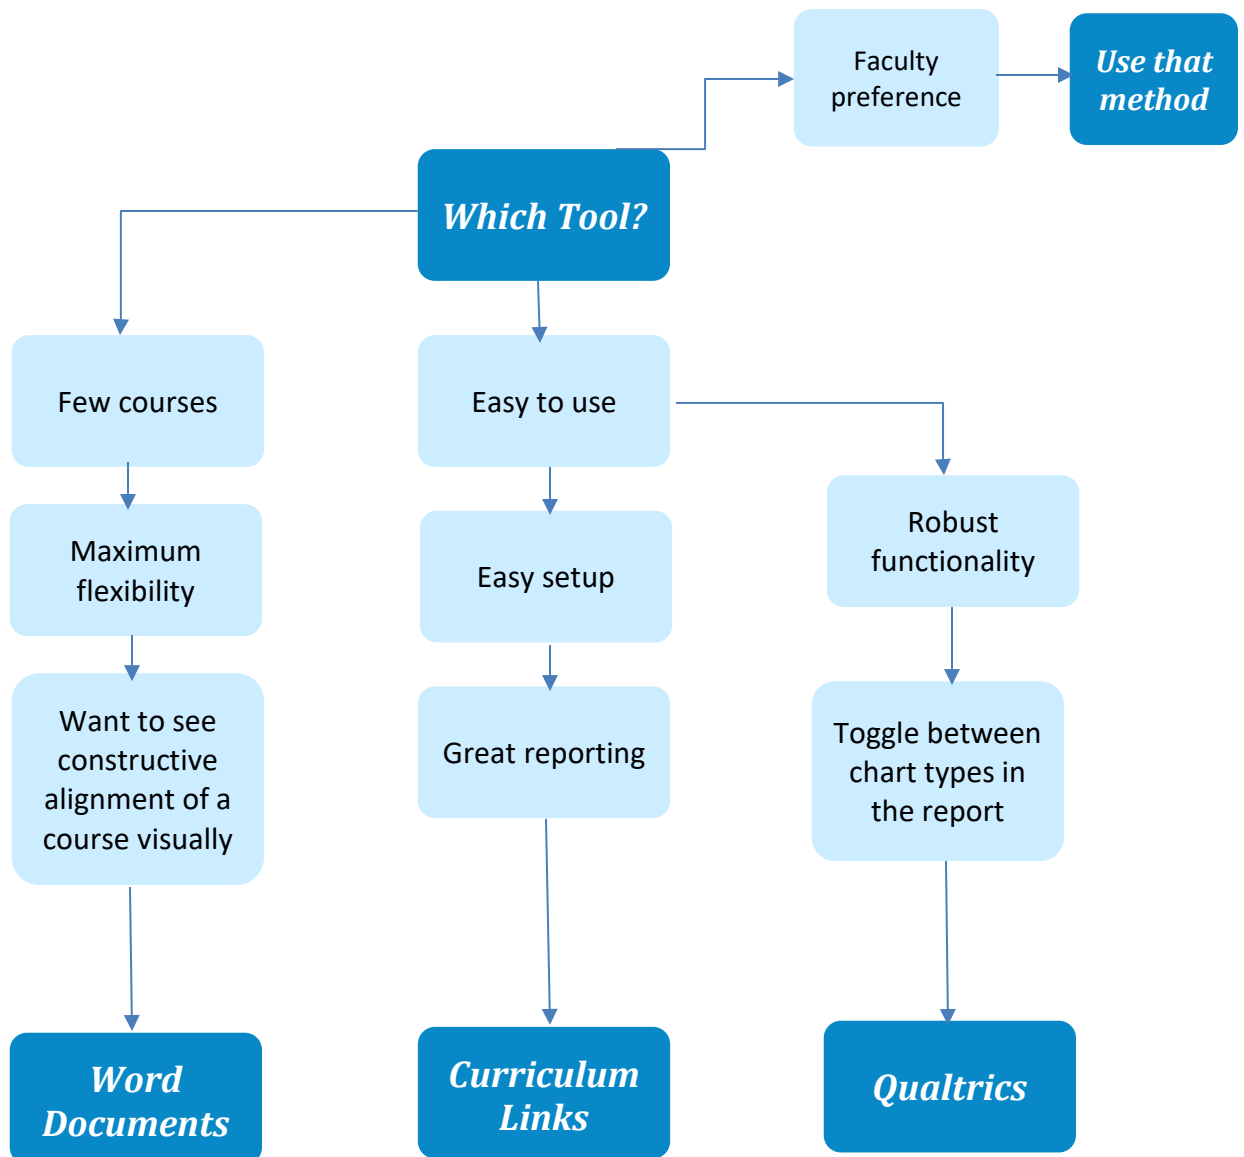 Faculty
preference
Use that
method
Which Tool?
Few courses
Maximum
flexibility
Want to see
constructive
alignment of a
course visually
Word
Documents
Easy to use
Easy setup
Great reporting
Curriculum
Links
Robust
functionality
Toggle between
chart types in
the report
Qualtrics